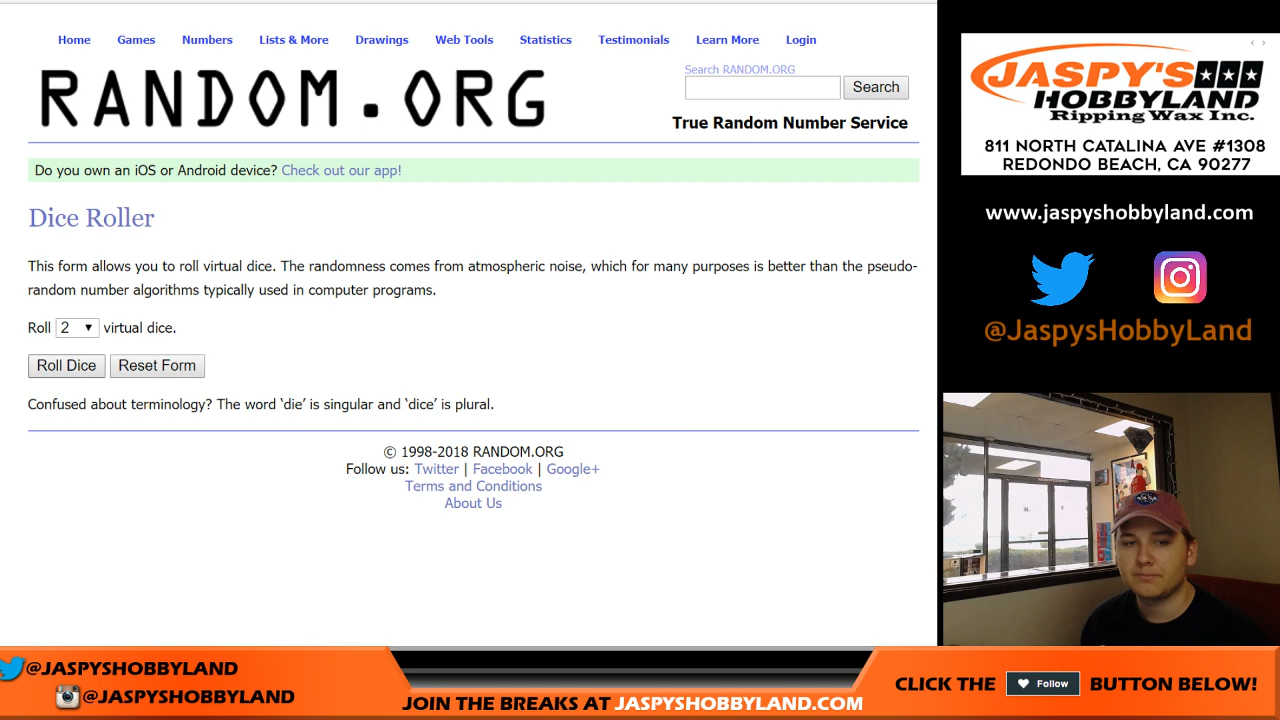 Home Games Numbers Lists & More Drawings Web Tools Statistics Testimonials Learn More Login
RANDOM.ORG
Search RANDOM.ORG
Search
True Random Number Service
Do you own an iOS or Android device? Check out our app!
Dice Roller
This form allows you to roll virtual dice. The randomness comes from atmospheric noise, which for many purposes is better than the pseudo-
random number algorithms typically used in computer programs.
Roll 2 virtual dice.
Roll Dice Reset Form
Confused about terminology? The word ‘die’ is singular and ‘dice’ is plural.
© 1998-2018 RANDOM.ORG
Follow us: Twitter | Facebook | Google+
Terms and Conditions
About Us
JASPY'S
HOBBYLAND
Ripping Wax Inc.
811 NORTH CATALINA AVE #1308
REDONDO BEACH, CA 90277
www.jaspyshobbyland.com
@JaspysHobbyLand
@JASPYSHOBBYLAND
@JASPYSHOBBYLAND
JOIN THE BREAKS AT JASPYSHOBBYLAND.COM
CLICK THE Follow BUTTON BELOW!